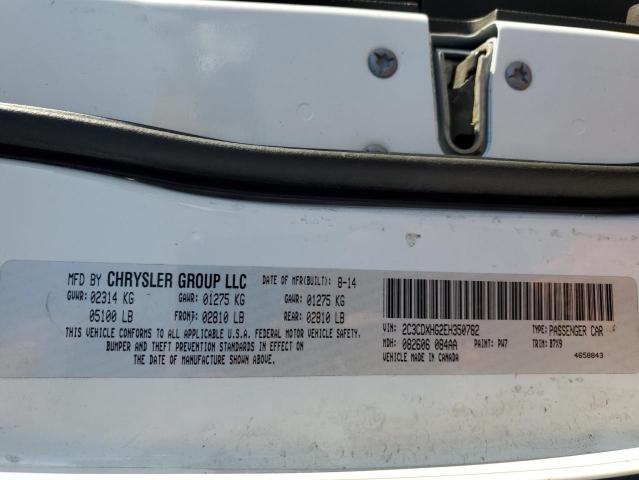 MFD BY CHRYSLER GROUP LLC DATE OF MFR(BUILT): 8-14
GVWR: 02314 KG GAWR: 01275 KG GAWR: 01275 KG
05100 LB FRONT: 02810 LB REAR: 02810 LB
THIS VEHICLE CONFORMS TO ALL APPLICABLE U.S.A. FEDERAL MOTOR VEHICLE SAFETY,
BUMPER AND THEFT PREVENTION STANDARDS IN EFFECT ON
THE DATE OF MANUFACTURE SHOWN ABOVE.
VIN: 2C3CDXHG2EH350782 TYPE: PASSENGER CAR
MDH: 082606 084AA PAINT: PW7 TRIM: B7X9
VEHICLE MADE IN CANADA 4658843